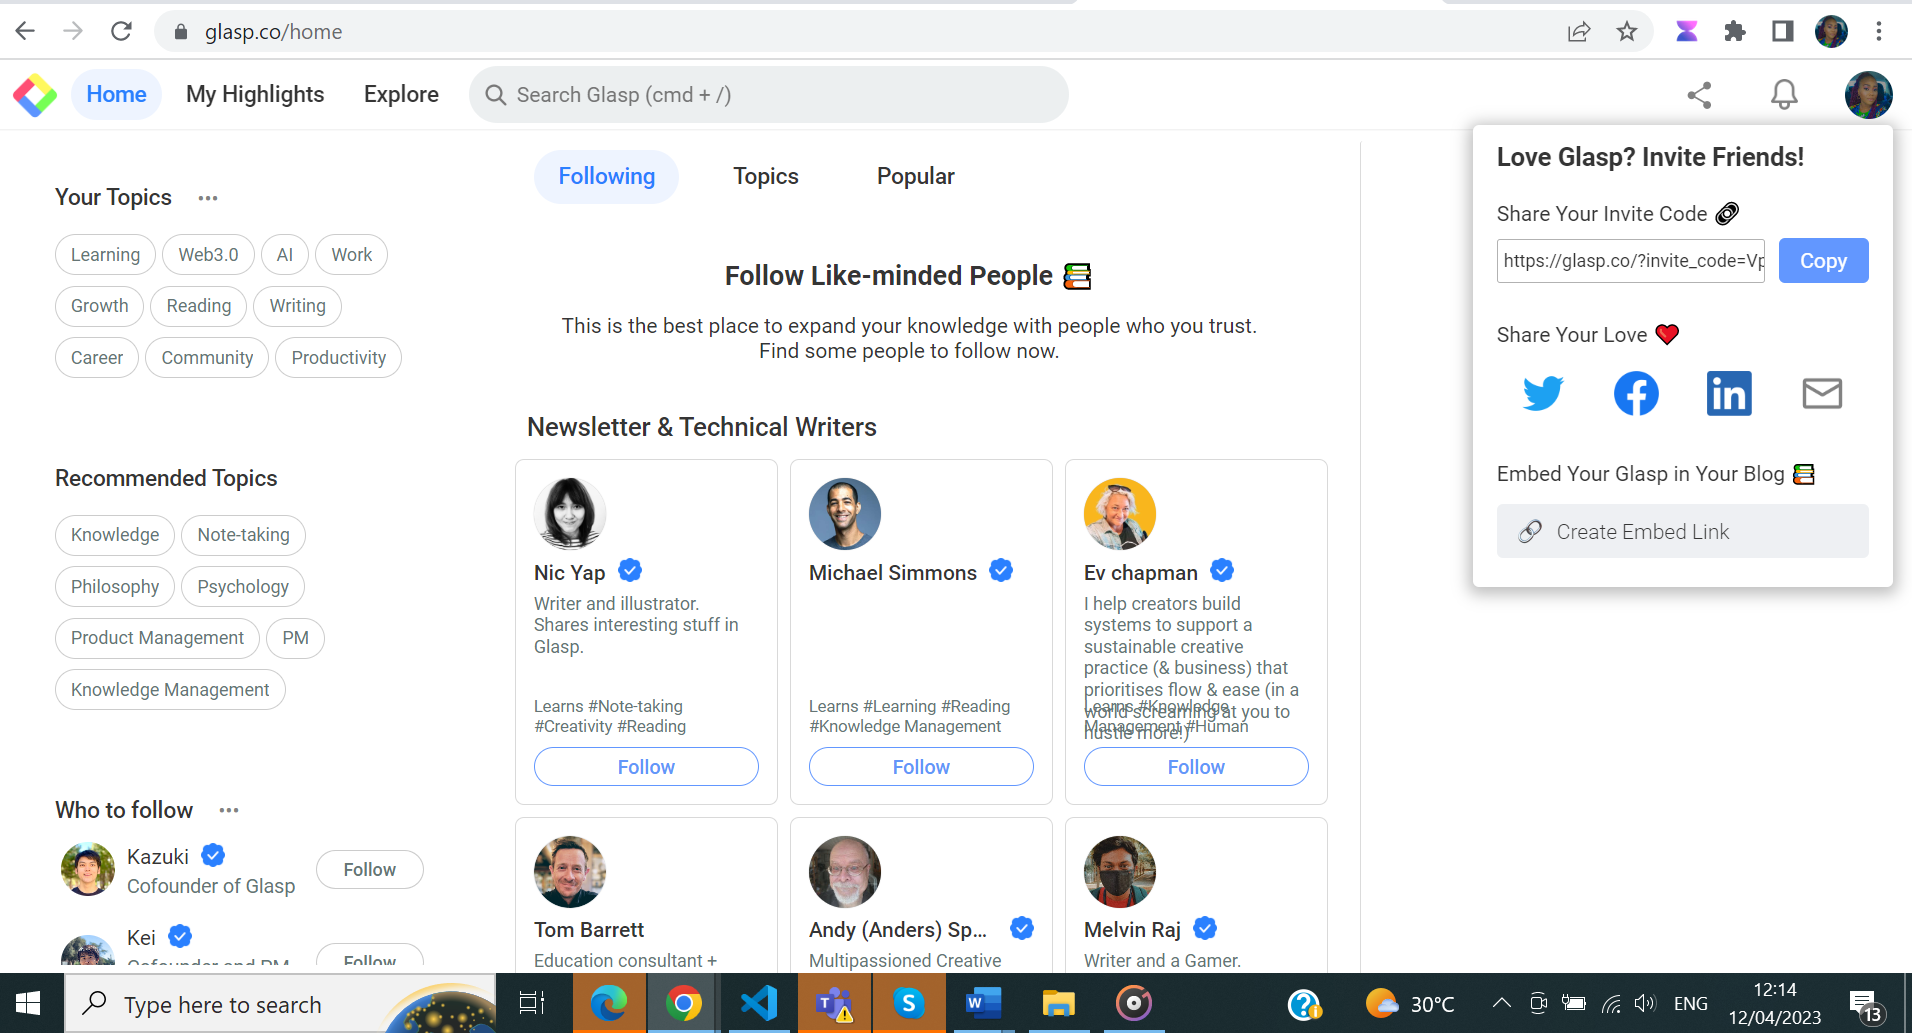 glasp.co/home
Home
My Highlights
Explore
Search Glasp (cmd + /)
Love Glasp? Invite Friends!
Share Your Invite Code
https://glasp.co/?invite_code=Vp
Copy
Share Your Love
in
Embed Your Glasp in Your Blog
Create Embed Link
Your Topics
Learning
Web3.0
AI
Work
Growth
Reading
Writing
Career
Community
Productivity
Recommended Topics
Knowledge
Note-taking
Philosophy
Psychology
Product Management
PM
Knowledge Management
Who to follow
Kazuki
Cofounder of Glasp
Follow
Kei
Cofounder and PM
Follow
Following
Topics
Popular
Follow Like-minded People
This is the best place to expand your knowledge with people who you trust.
Find some people to follow now.
Newsletter & Technical Writers
Nic Yap
Writer and illustrator.
Shares interesting stuff in
Glasp.
Learns #Note-taking
#Creativity #Reading
Follow
Michael Simmons
Learns #Learning #Reading
#Knowledge Management
Follow
Ev chapman
I help creators build
systems to support a
sustainable creative
practice (& business) that
prioritises flow & ease (in a
world screaming at you to
hustle more!)
Learns #Knowledge
Management #Human
Follow
Tom Barrett
Education consultant +
Andy (Anders) Sp...
Multipassioned Creative
Melvin Raj
Writer and a Gamer.
Type here to search
T
S
W
?
30°C
ENG
12:14
12/04/2023
13